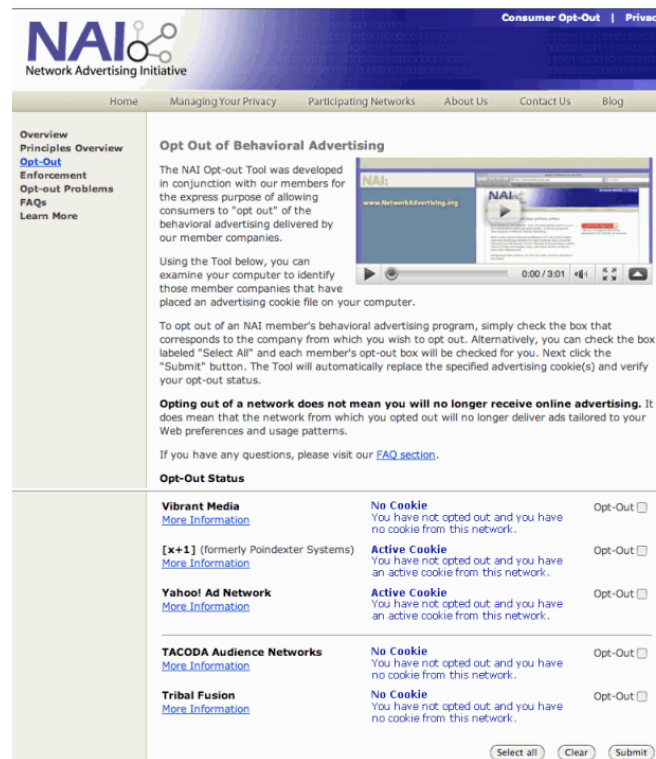 Consumer Opt-Out | Privac
NAI
Network Advertising Initiative
Home Managing Your Privacy Participating Networks About Us Contact Us Blog
Overview
Principles Overview
Opt-Out
Enforcement
Opt-out Problems
FAQs
Learn More
Opt Out of Behavioral Advertising
The NAI Opt-out Tool was developed
in conjunction with our members for
the express purpose of allowing
consumers to "opt out" of the
behavioral advertising delivered by
our member companies.
NAI:
www.NetworkAdvertising.org
NAI
0:00 / 3:01
Using the Tool below, you can
examine your computer to identify
those member companies that have
placed an advertising cookie file on your computer.
To opt out of an NAI member's behavioral advertising program, simply check the box that
corresponds to the company from which you wish to opt out. Alternatively, you can check the box
labeled "Select All" and each member's opt-out box will be checked for you. Next click the
"Submit" button. The Tool will automatically replace the specified advertising cookie(s) and verify
your opt-out status.
Opting out of a network does not mean you will no longer receive online advertising. It
does mean that the network from which you opted out will no longer deliver ads tailored to your
Web preferences and usage patterns.
If you have any questions, please visit our FAQ section.
Opt-Out Status
Vibrant Media
More Information
No Cookie
You have not opted out and you have
no cookie from this network.
Opt-Out
[x+1] (formerly Poindexter Systems)
More Information
Active Cookie
You have not opted out and you have
an active cookie from this network.
Opt-Out
Yahoo! Ad Network
More Information
Active Cookie
You have not opted out and you have
an active cookie from this network.
Opt-Out
TACODA Audience Networks
More Information
No Cookie
You have not opted out and you have
no cookie from this network.
Opt-Out
Tribal Fusion
More Information
No Cookie
You have not opted out and you have
no cookie from this network.
Opt-Out
Select all Clear Submit